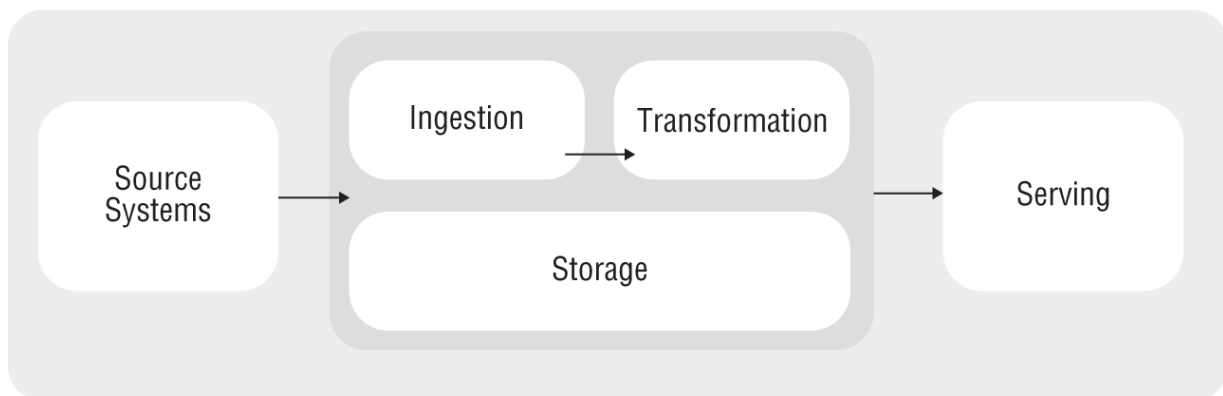 Source
Systems
Ingestion
Transformation
Storage
Serving